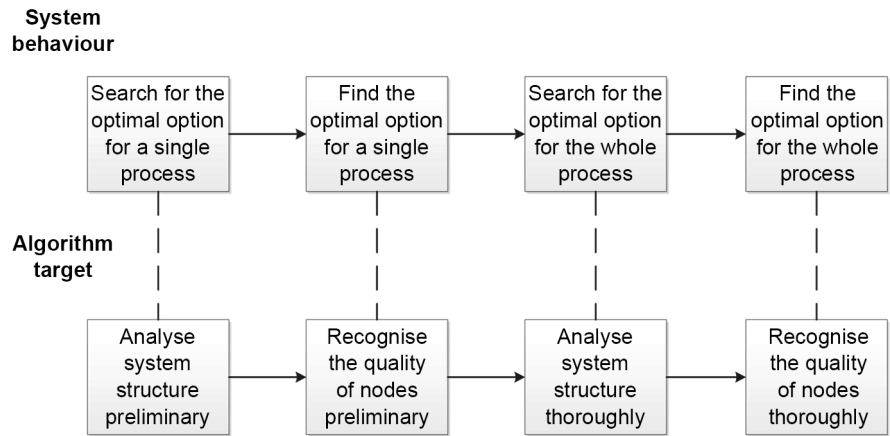 System
behaviour
Search for the
optimal option
for a single
process
Find the
optimal option
for a single
process
Search for the
optimal option
for the whole
process
Find the
optimal option
for the whole
process
Algorithm
target
Analyse
system
structure
preliminary
Recognise
the quality
of nodes
preliminary
Analyse
system
structure
thoroughly
Recognise
the quality
of nodes
thoroughly